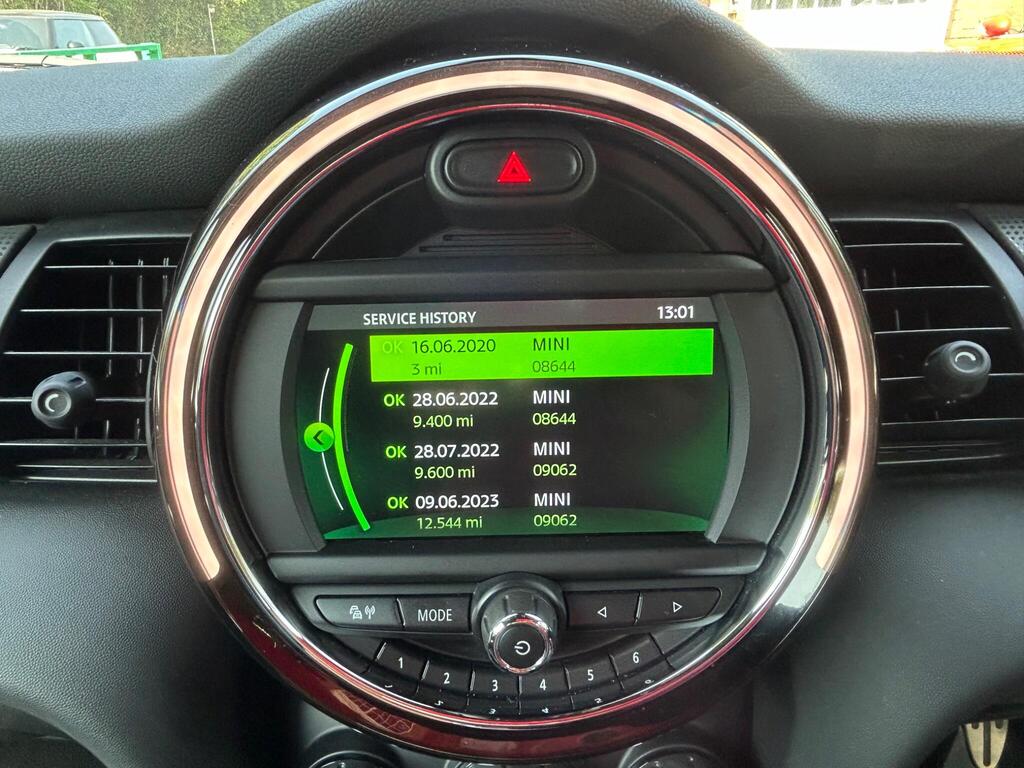 SERVICE HISTORY 13:01
OK 16.06.2020 MINI
3 mi 08644
OK 28.06.2022 MINI
9.400 mi 08644
OK 28.07.2022 MINI
9.600 mi 09062
OK 09.06.2023 MINI
12.544 mi 09062
MODE
1 2 3 4 5 6